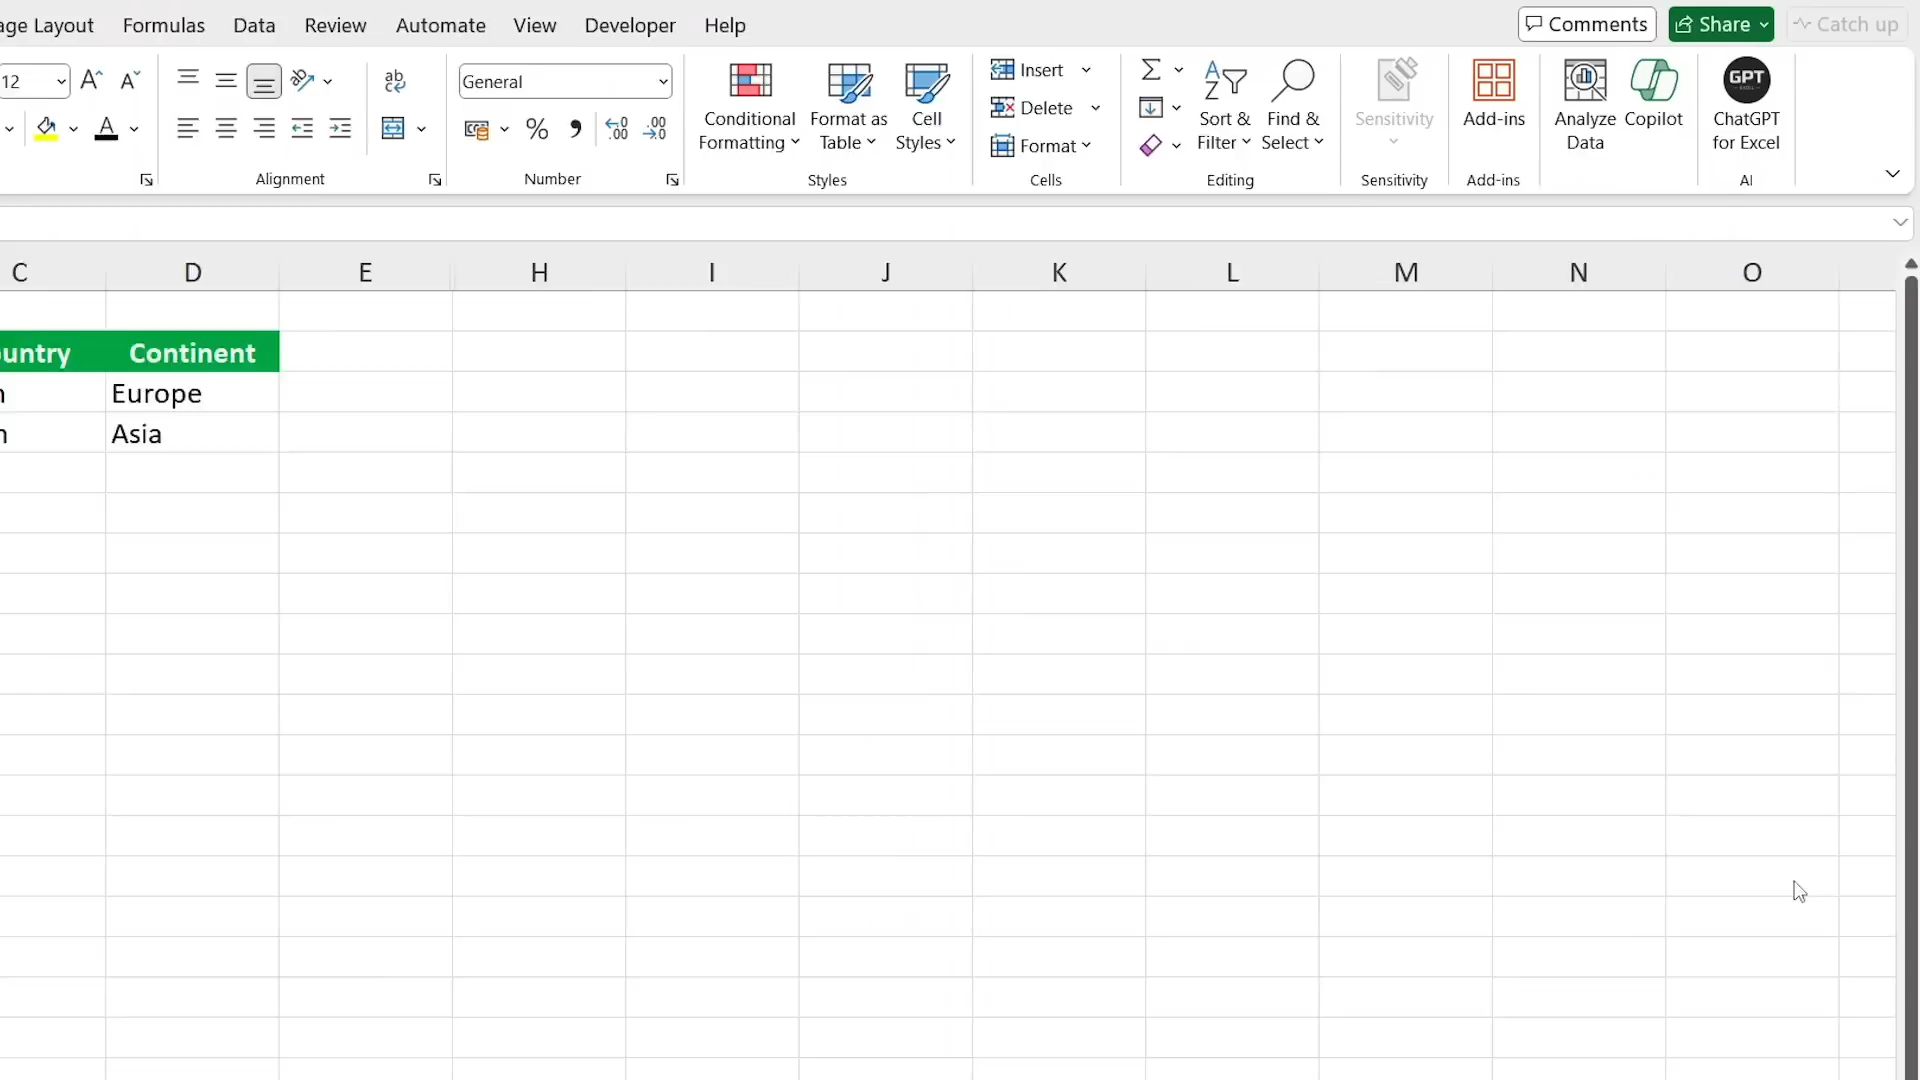 age Layout Formulas Data Review Automate View Developer Help Comments Share Catch up
12 General Insert Delete Format
Conditional Formatting Format as Table Cell Styles
Sort & Filter Find & Select
Sensitivity Add-ins Analyze Data Copilot ChatGPT for Excel
GPT
Alignment Number Styles Cells Editing Sensitivity Add-ins AI
C D E H I J K L M N O
ountry Continent
n Europe
n Asia